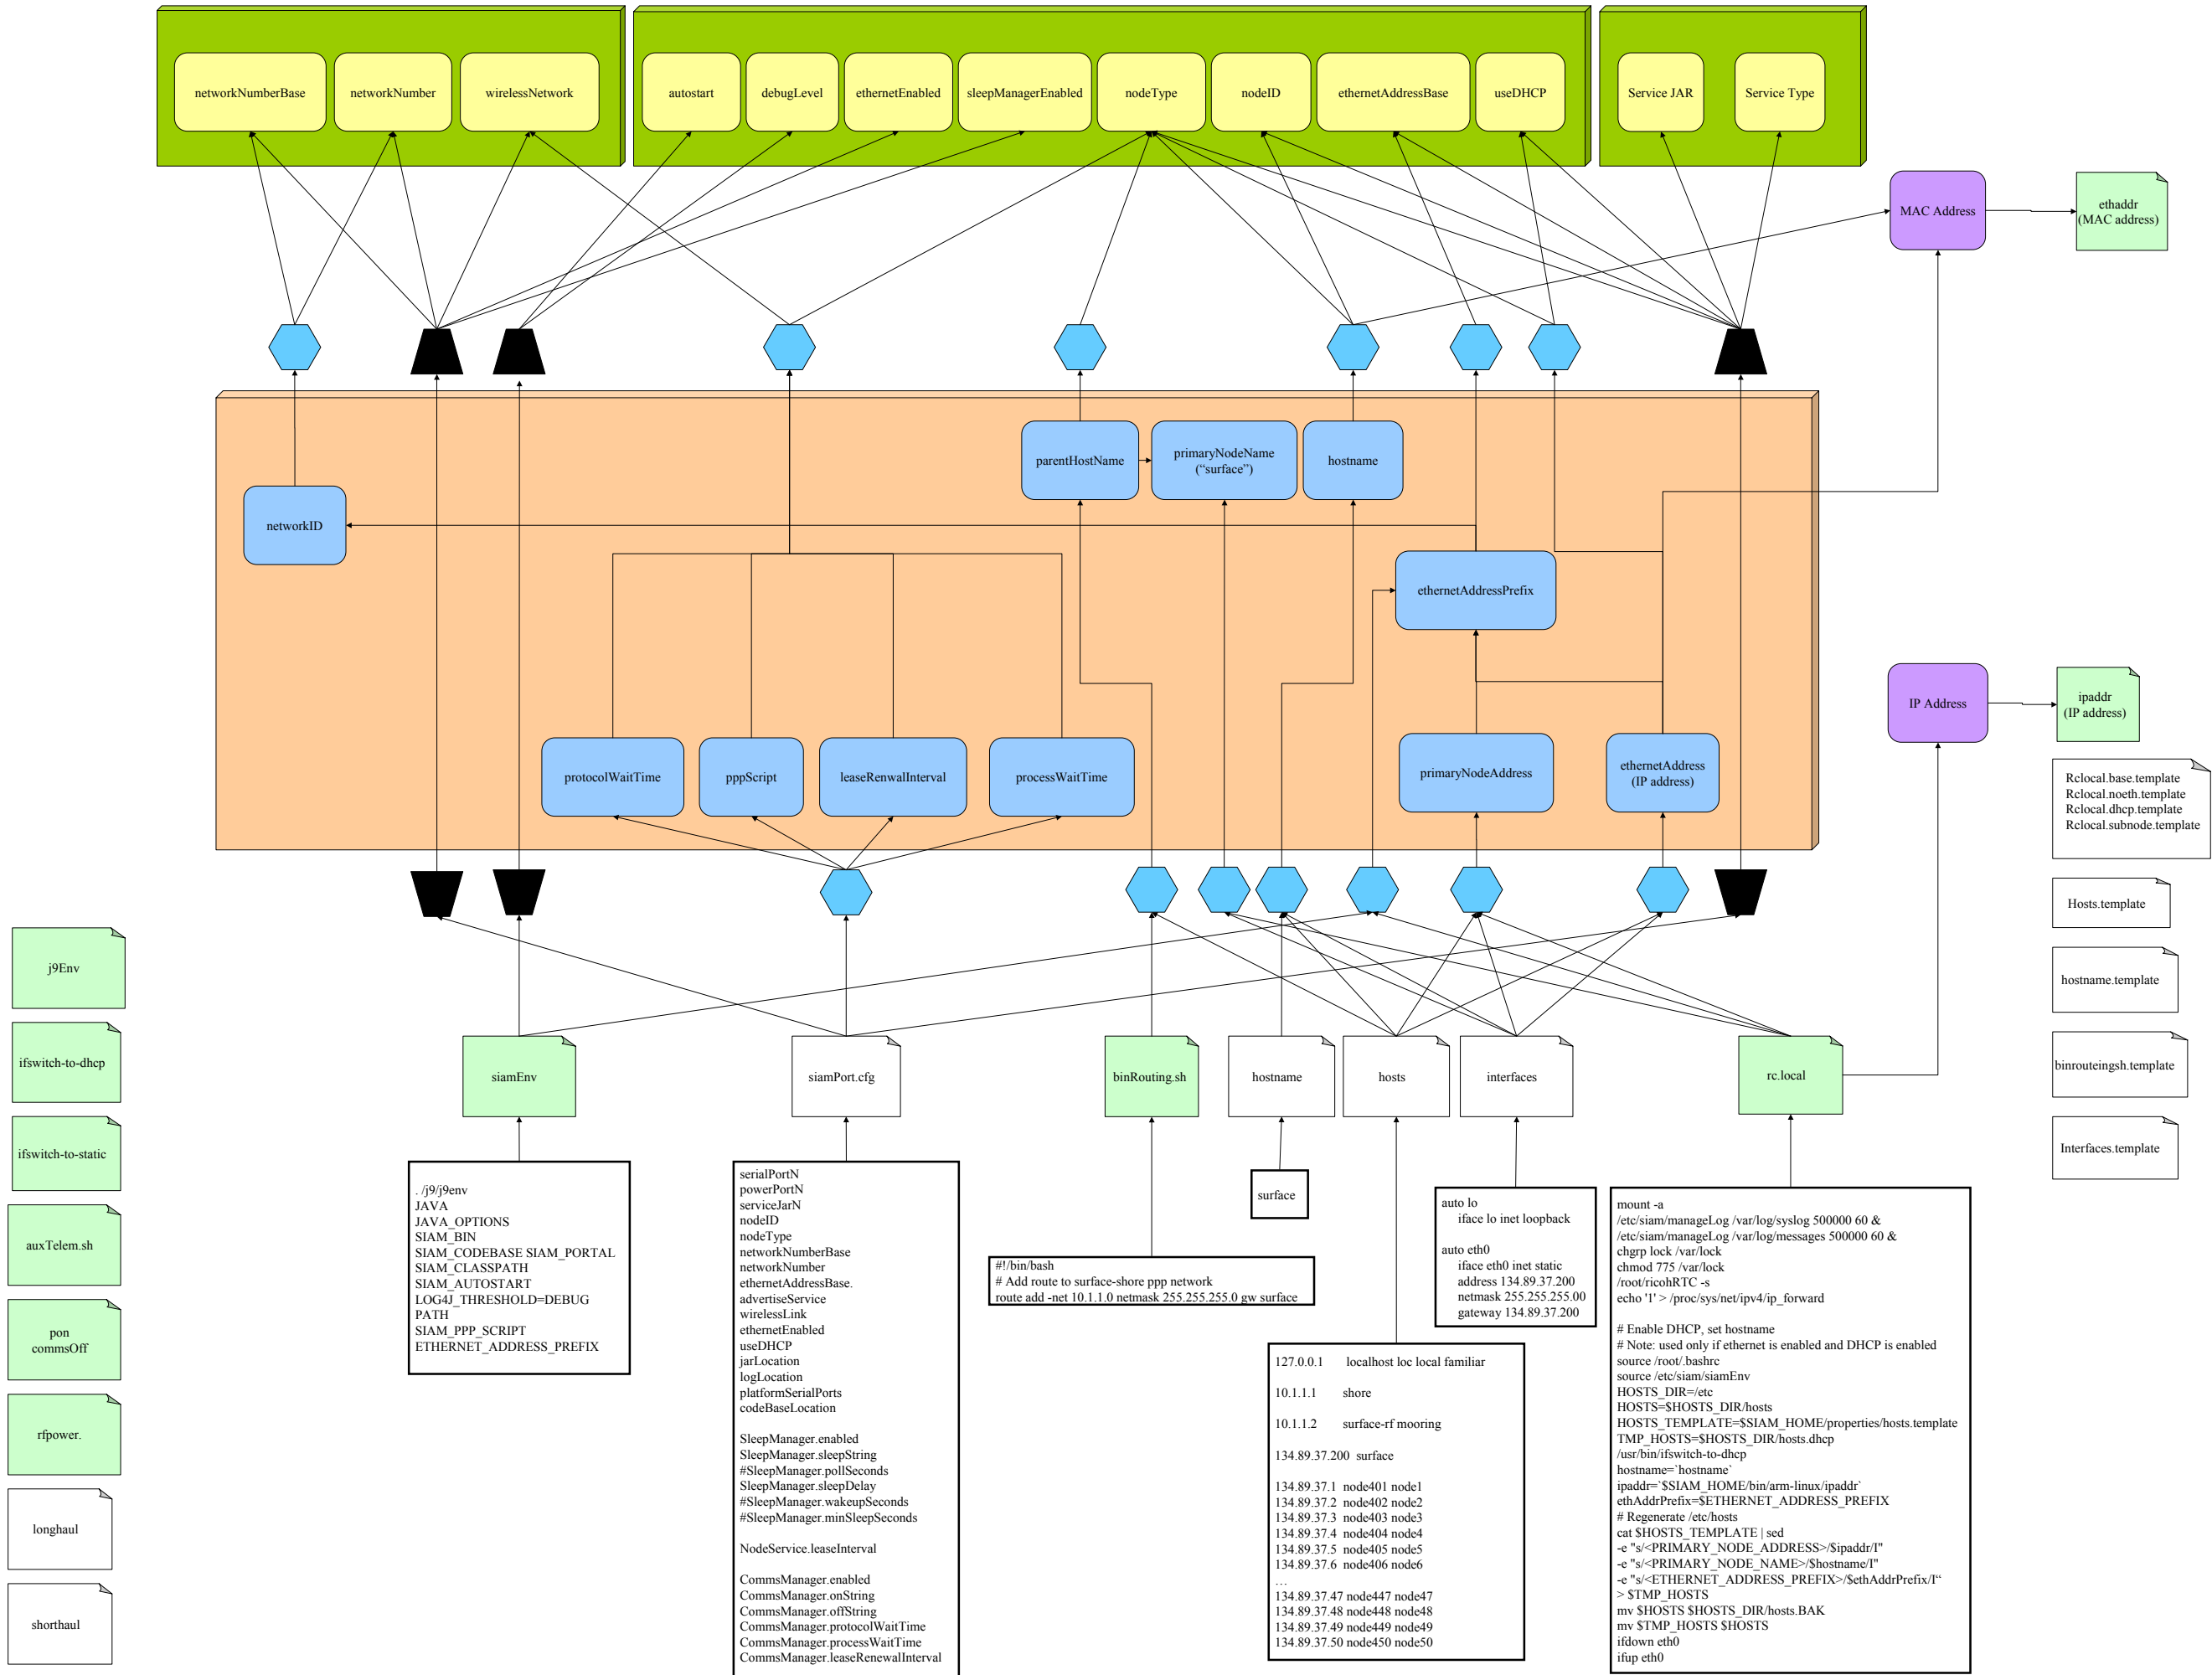 networkNumberBase
networkNumber
wirelessNetwork
autostart
debugLevel
ethernetEnabled
sleepManagerEnabled
nodeType
nodeID
ethernetAddressBase
useDHCP
Service JAR
Service Type
MAC Address
ethaddr
(MAC address)
parentHostName
primaryNodeName
(“surface”)
hostname
networkID
ethernetAddressPrefix
IP Address
ipaddr
(IP address)
protocolWaitTime
pppScript
leaseRenwalInterval
processWaitTime
primaryNodeAddress
ethernetAddress
(IP address)
Rclocal.base.template
Rclocal.noeth.template
Rclocal.dhcp.template
Rclocal.subnode.template
Hosts.template
hostname.template
binrouteingsh.template
Interfaces.template
j9Env
ifswitch-to-dhcp
ifswitch-to-static
auxTelem.sh
pon
commsOff
rfpower.
longhaul
shorthaul
siamEnv
siamPort.cfg
binRouting.sh
hostname
hosts
interfaces
rc.local
. /j9/j9env
JAVA
JAVA_OPTIONS
SIAM_BIN
SIAM_CODEBASE SIAM_PORTAL
SIAM_CLASSPATH
SIAM_AUTOSTART
LOG4J_THRESHOLD=DEBUG
PATH
SIAM_PPP_SCRIPT
ETHERNET_ADDRESS_PREFIX
serialPortN
powerPortN
serviceJarN
nodeID
nodeType
networkNumberBase
networkNumber
ethernetAddressBase.
advertiseService
wirelessLink
ethernetEnabled
useDHCP
jarLocation
logLocation
platformSerialPorts
codeBaseLocation
SleepManager.enabled
SleepManager.sleepString
#SleepManager.pollSeconds
SleepManager.sleepDelay
#SleepManager.wakeupSeconds
#SleepManager.minSleepSeconds
NodeService.leaseInterval
CommsManager.enabled
CommsManager.onString
CommsManager.offString
CommsManager.protocolWaitTime
CommsManager.processWaitTime
CommsManager.leaseRenewalInterval
#!/bin/bash
# Add route to surface-shore ppp network
route add -net 10.1.1.0 netmask 255.255.255.0 gw surface
surface
127.0.0.1 localhost loc local familiar
10.1.1.1 shore
10.1.1.2 surface-rf mooring
134.89.37.200 surface
134.89.37.1 node401 node1
134.89.37.2 node402 node2
134.89.37.3 node403 node3
134.89.37.4 node404 node4
134.89.37.5 node405 node5
134.89.37.6 node406 node6
…
134.89.37.47 node447 node47
134.89.37.48 node448 node48
134.89.37.49 node449 node49
134.89.37.50 node450 node50
auto lo
iface lo inet loopback
auto eth0
iface eth0 inet static
address 134.89.37.200
netmask 255.255.255.00
gateway 134.89.37.200
mount -a
/etc/siam/manageLog /var/log/syslog 500000 60 &
/etc/siam/manageLog /var/log/messages 500000 60 &
chgrp lock /var/lock
chmod 775 /var/lock
/root/ricohRTC -s
echo '1' > /proc/sys/net/ipv4/ip_forward
# Enable DHCP, set hostname
# Note: used only if ethernet is enabled and DHCP is enabled
source /root/.bashrc
source /etc/siam/siamEnv
HOSTS_DIR=/etc
HOSTS=$HOSTS_DIR/hosts
HOSTS_TEMPLATE=$SIAM_HOME/properties/hosts.template
TMP_HOSTS=$HOSTS_DIR/hosts.dhcp
/usr/bin/ifswitch-to-dhcp
hostname=`hostname`
ipaddr=`$SIAM_HOME/bin/arm-linux/ipaddr`
ethAddrPrefix=$ETHERNET_ADDRESS_PREFIX
# Regenerate /etc/hosts
cat $HOSTS_TEMPLATE | sed
-e "s/<PRIMARY_NODE_ADDRESS>/$ipaddr/I"
-e "s/<PRIMARY_NODE_NAME>/$hostname/I"
-e "s/<ETHERNET_ADDRESS_PREFIX>/$ethAddrPrefix/I“
> $TMP_HOSTS
mv $HOSTS $HOSTS_DIR/hosts.BAK
mv $TMP_HOSTS $HOSTS
ifdown eth0
ifup eth0